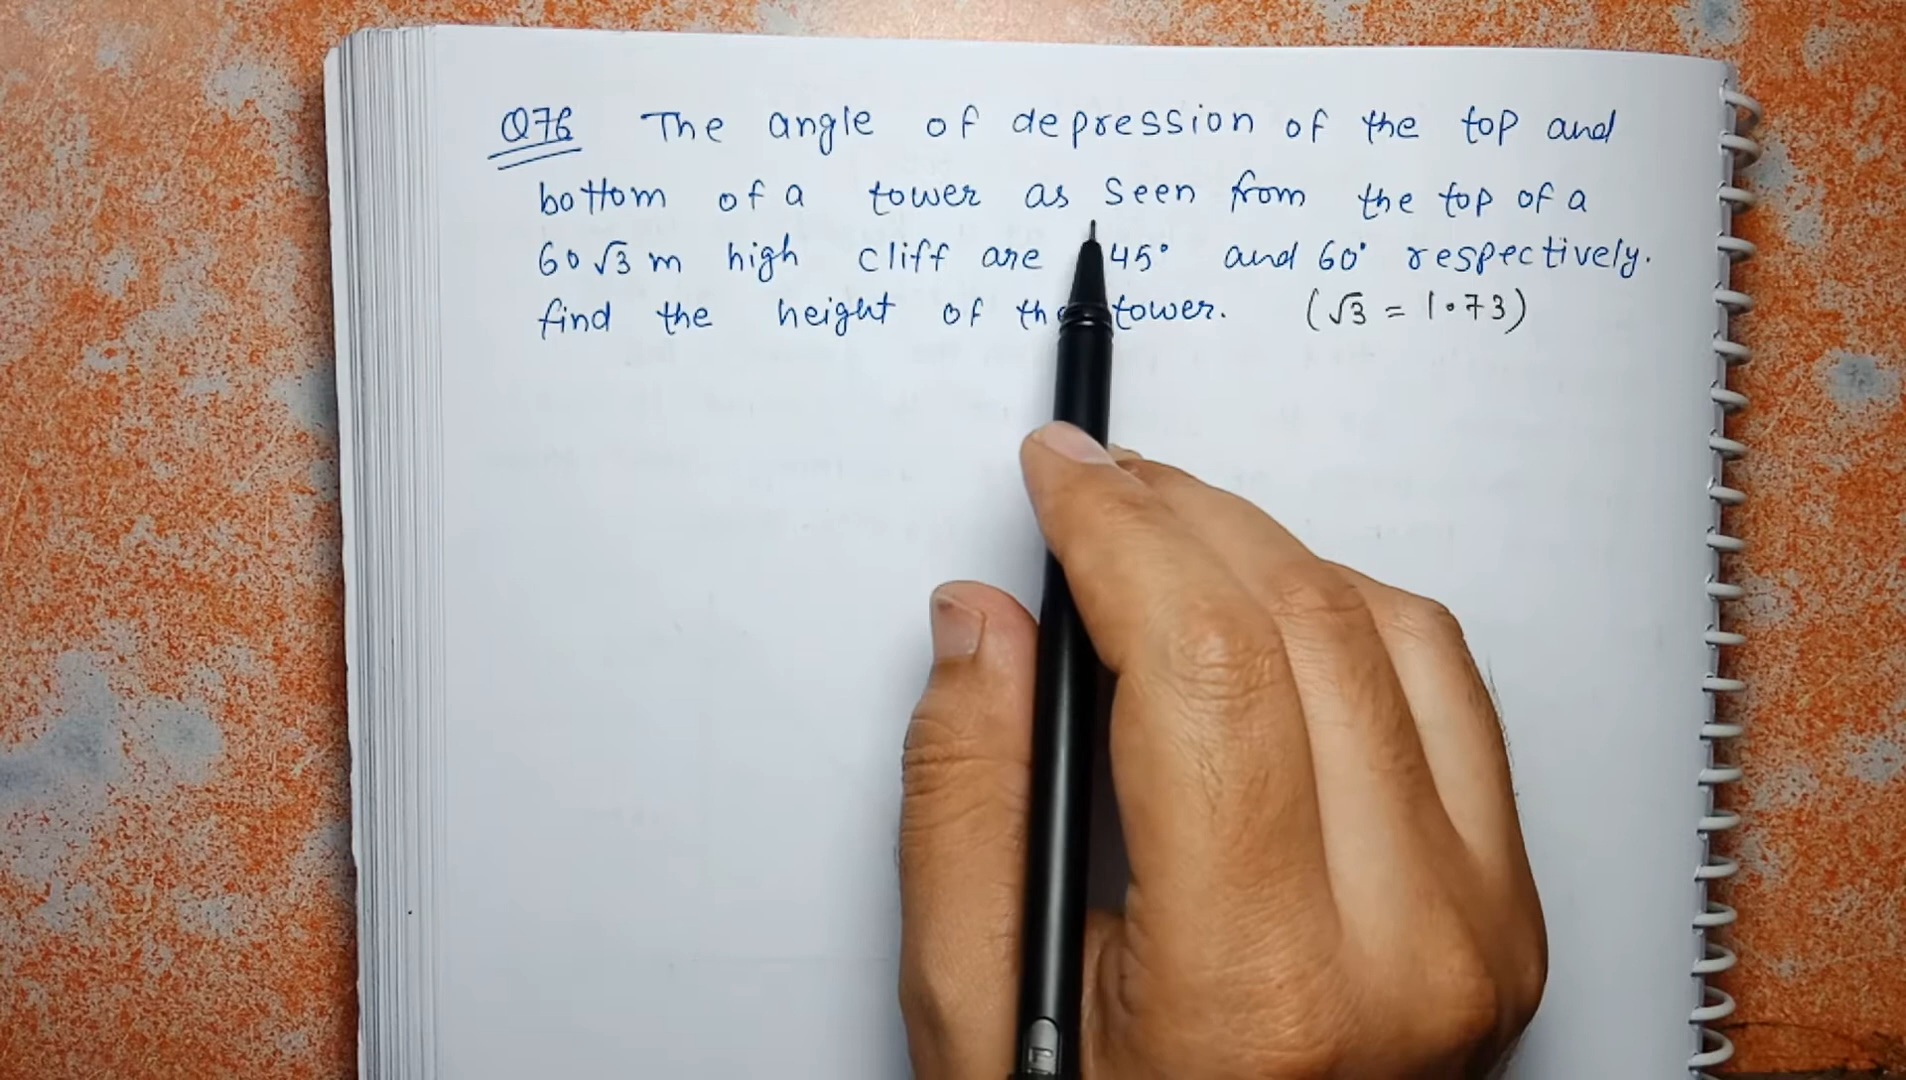 Q76 The angle of depression of the top and
bottom of a tower as seen from the top of a
60√3 m high cliff are 45° and 60° respectively.
find the height of the tower. (√3 = 1.73)